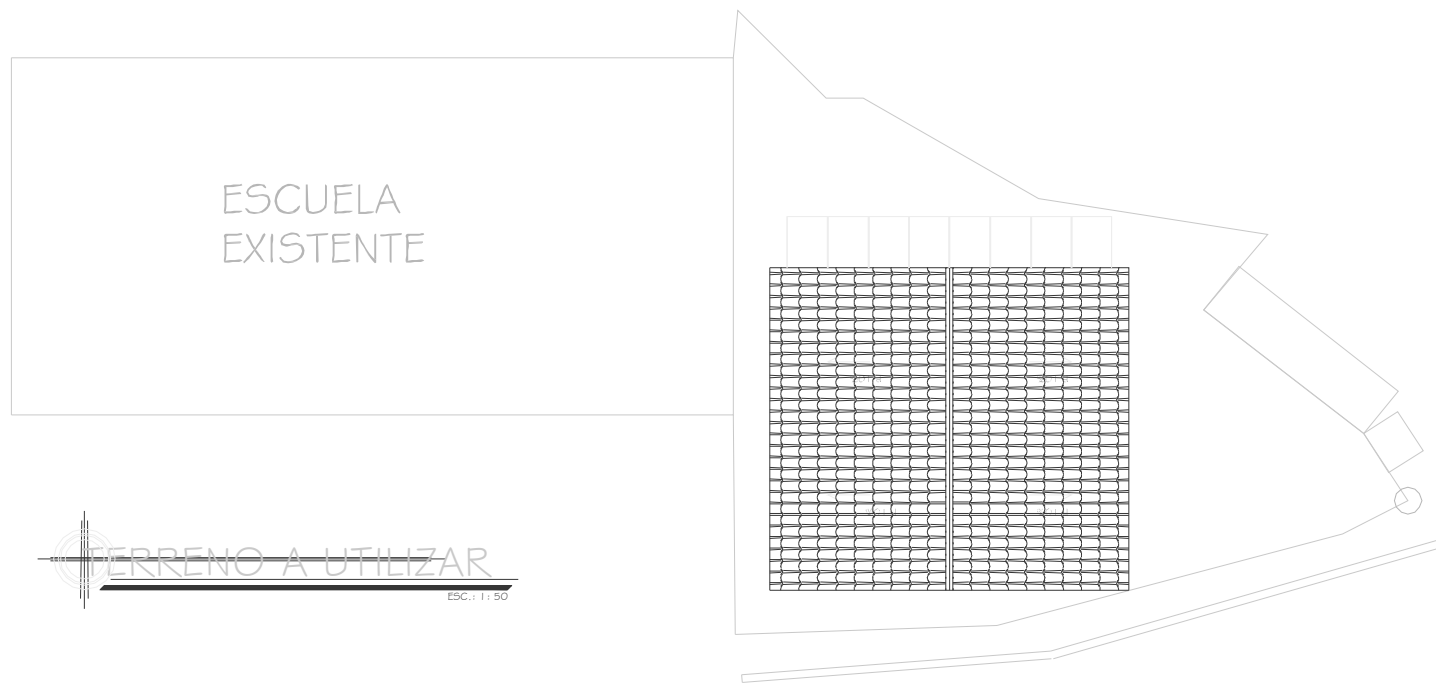 ESCUELA
EXISTENTE
TERRENO A UTILIZAR
ESC.: 1 : 50